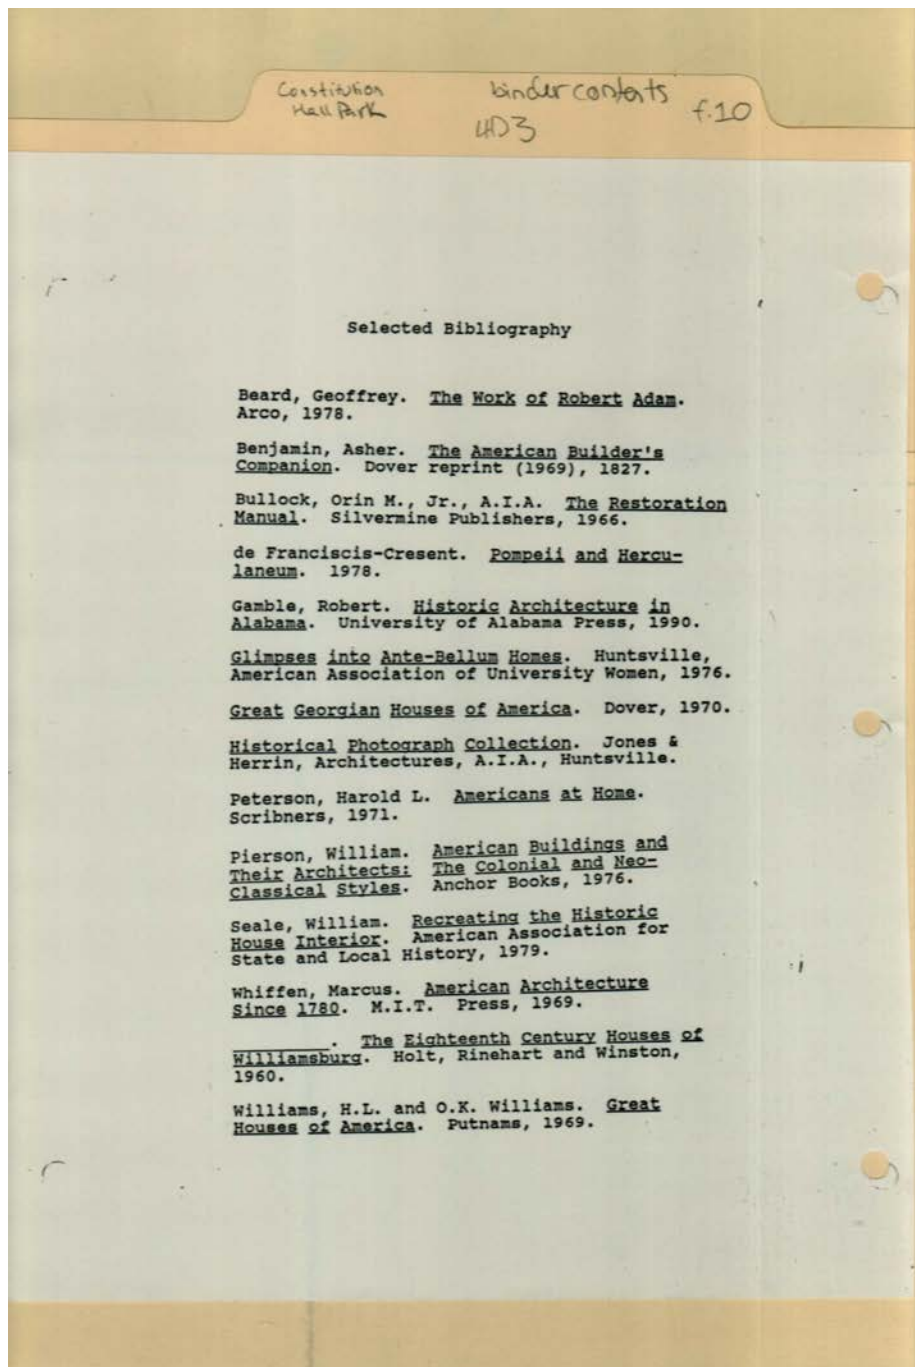 Constitution
Hall Park
binder contents
4D3
f.10
Selected Bibliography
Beard, Geoffrey. The Work of Robert Adam.
Arco, 1978.
Benjamin, Asher. The American Builder's
Companion. Dover reprint (1969), 1827.
Bullock, Orin M., Jr., A.I.A. The Restoration
Manual. Silvermine Publishers, 1966.
de Franciscis-Cresent. Pompeii and Hercu-
laneum. 1978.
Gamble, Robert. Historic Architecture in
Alabama. University of Alabama Press, 1990.
Glimpses into Ante-Bellum Homes. Huntsville,
American Association of University Women, 1976.
Great Georgian Houses of America. Dover, 1970.
Historical Photograph Collection. Jones &
Herrin, Architectures, A.I.A., Huntsville.
Peterson, Harold L. Americans at Home.
Scribners, 1971.
Pierson, William. American Buildings and
Their Architects: The Colonial and Neo-
Classical Styles. Anchor Books, 1976.
Seale, William. Recreating the Historic
House Interior. American Association for
State and Local History, 1979.
Whiffen, Marcus. American Architecture
Since 1780. M.I.T. Press, 1969.
_________. The Eighteenth Century Houses of
Williamsburg. Holt, Rinehart and Winston,
1960.
Williams, H.L. and O.K. Williams. Great
Houses of America. Putnams, 1969.